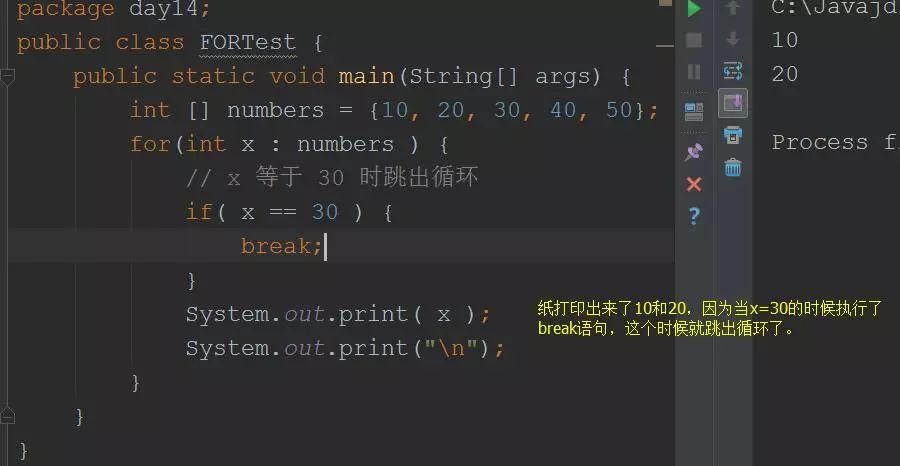 package day14;
public class FORTest {
public static void main(String[] args) {
int [] numbers = {10, 20, 30, 40, 50};
for(int x : numbers ) {
// x 等于 30 时跳出循环
if( x == 30 ) {
break;
}
System.out.print( x );
System.out.print("\n");
}
}
}
C:\Javajd
10
20
Process f
纸打印出来了10和20，因为当x=30的时候执行了
break语句，这个时候就跳出循环了。